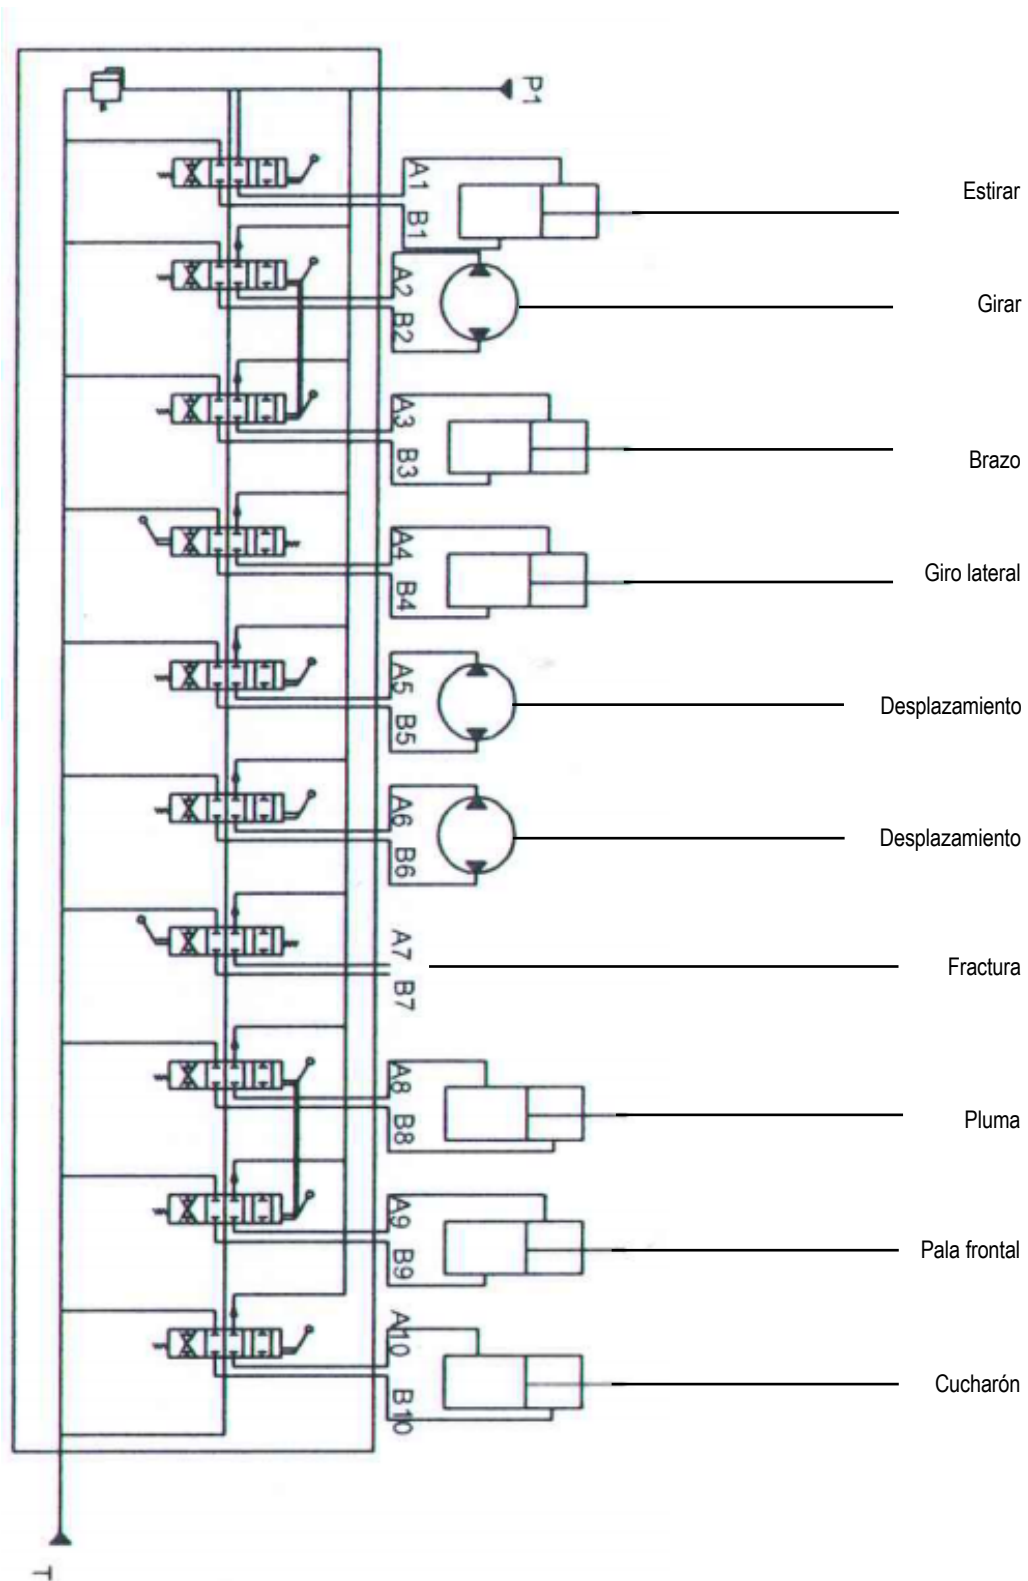 P1
A1
B1
Estirar
A2
B2
Girar
A3
B3
Brazo
A4
B4
Giro lateral
A5
B5
Desplazamiento
A6
B6
Desplazamiento
A7
B7
Fractura
A8
B8
Pluma
A9
B9
Pala frontal
A10
B10
Cucharón
T